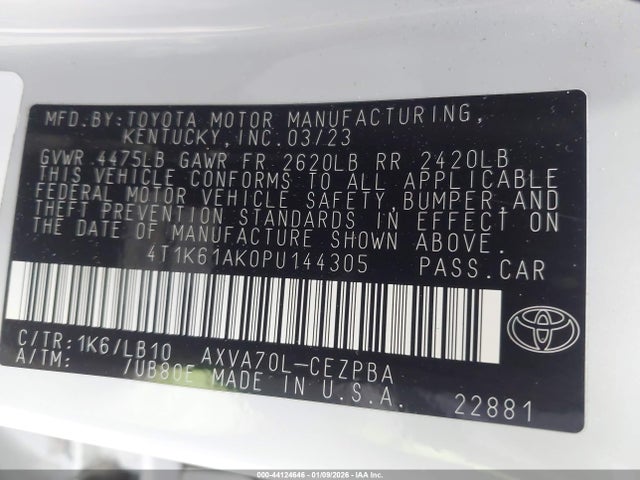 MFD.BY:TOYOTA MOTOR MANUFACTURING,
KENTUCKY,INC.03/23
GVWR 4475LB GAWR FR 2620LB RR 2420LB
THIS VEHICLE CONFORMS TO ALL APPLICABLE
FEDERAL MOTOR VEHICLE SAFETY,BUMPER,AND
THEFT PREVENTION STANDARDS IN EFFECT ON
THE DATE OF MANUFACTURE SHOWN ABOVE.
4T1K61AK0PU144305 PASS.CAR
C/TR:1K6/LB10 AXVA70L-CEZPBA
A/TM: /UB80E MADE IN U.S.A.
22881
000-44124646 - 01/09/2026 - IAA Inc.